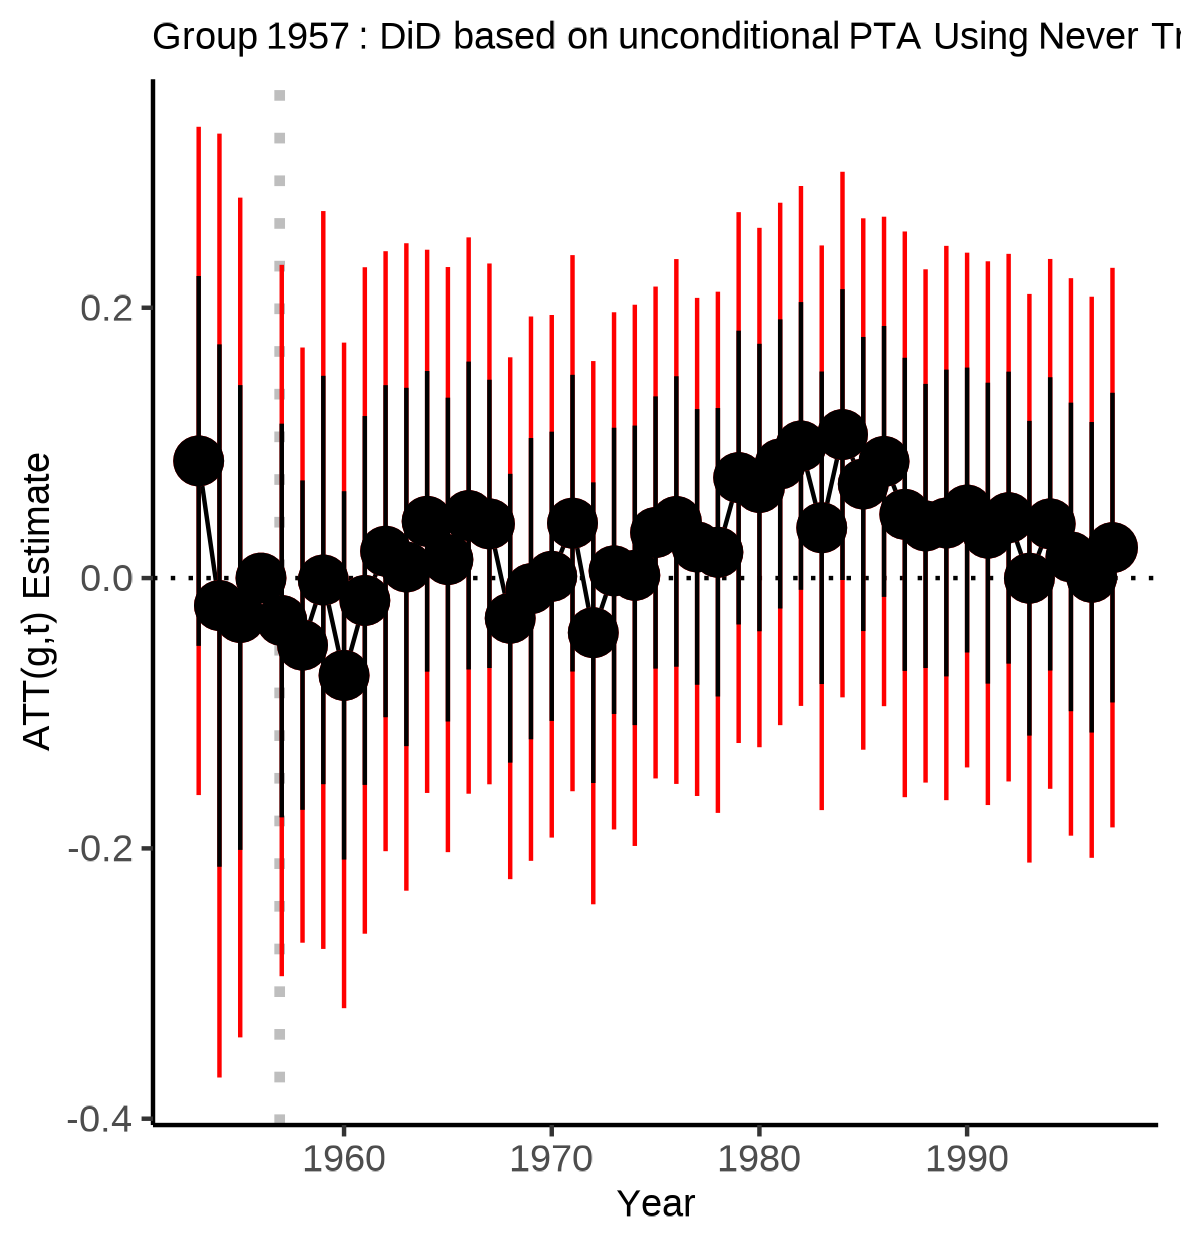 Group 1957 : DiD based on unconditional PTA Using Never Tr
ATT(g,t) Estimate
0.2
0.0
-0.2
-0.4
1960 1970 1980 1990
Year